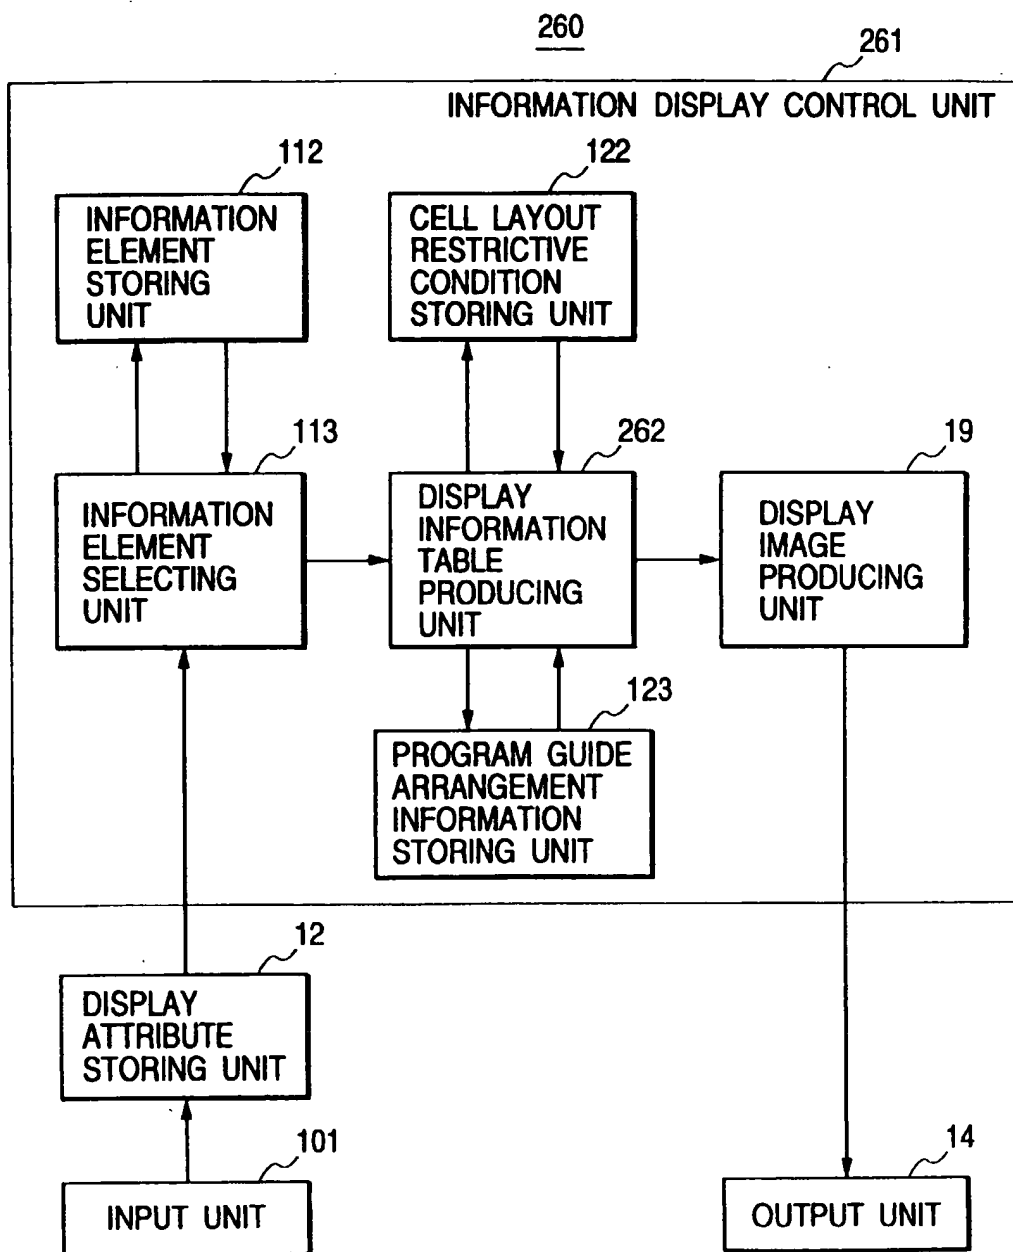 260
261
INFORMATION DISPLAY CONTROL UNIT
112
INFORMATION
ELEMENT
STORING
UNIT
122
CELL LAYOUT
RESTRICTIVE
CONDITION
STORING UNIT
113
INFORMATION
ELEMENT
SELECTING
UNIT
262
DISPLAY
INFORMATION
TABLE
PRODUCING
UNIT
19
DISPLAY
IMAGE
PRODUCING
UNIT
123
PROGRAM GUIDE
ARRANGEMENT
INFORMATION
STORING UNIT
12
DISPLAY
ATTRIBUTE
STORING UNIT
101
INPUT UNIT
14
OUTPUT UNIT